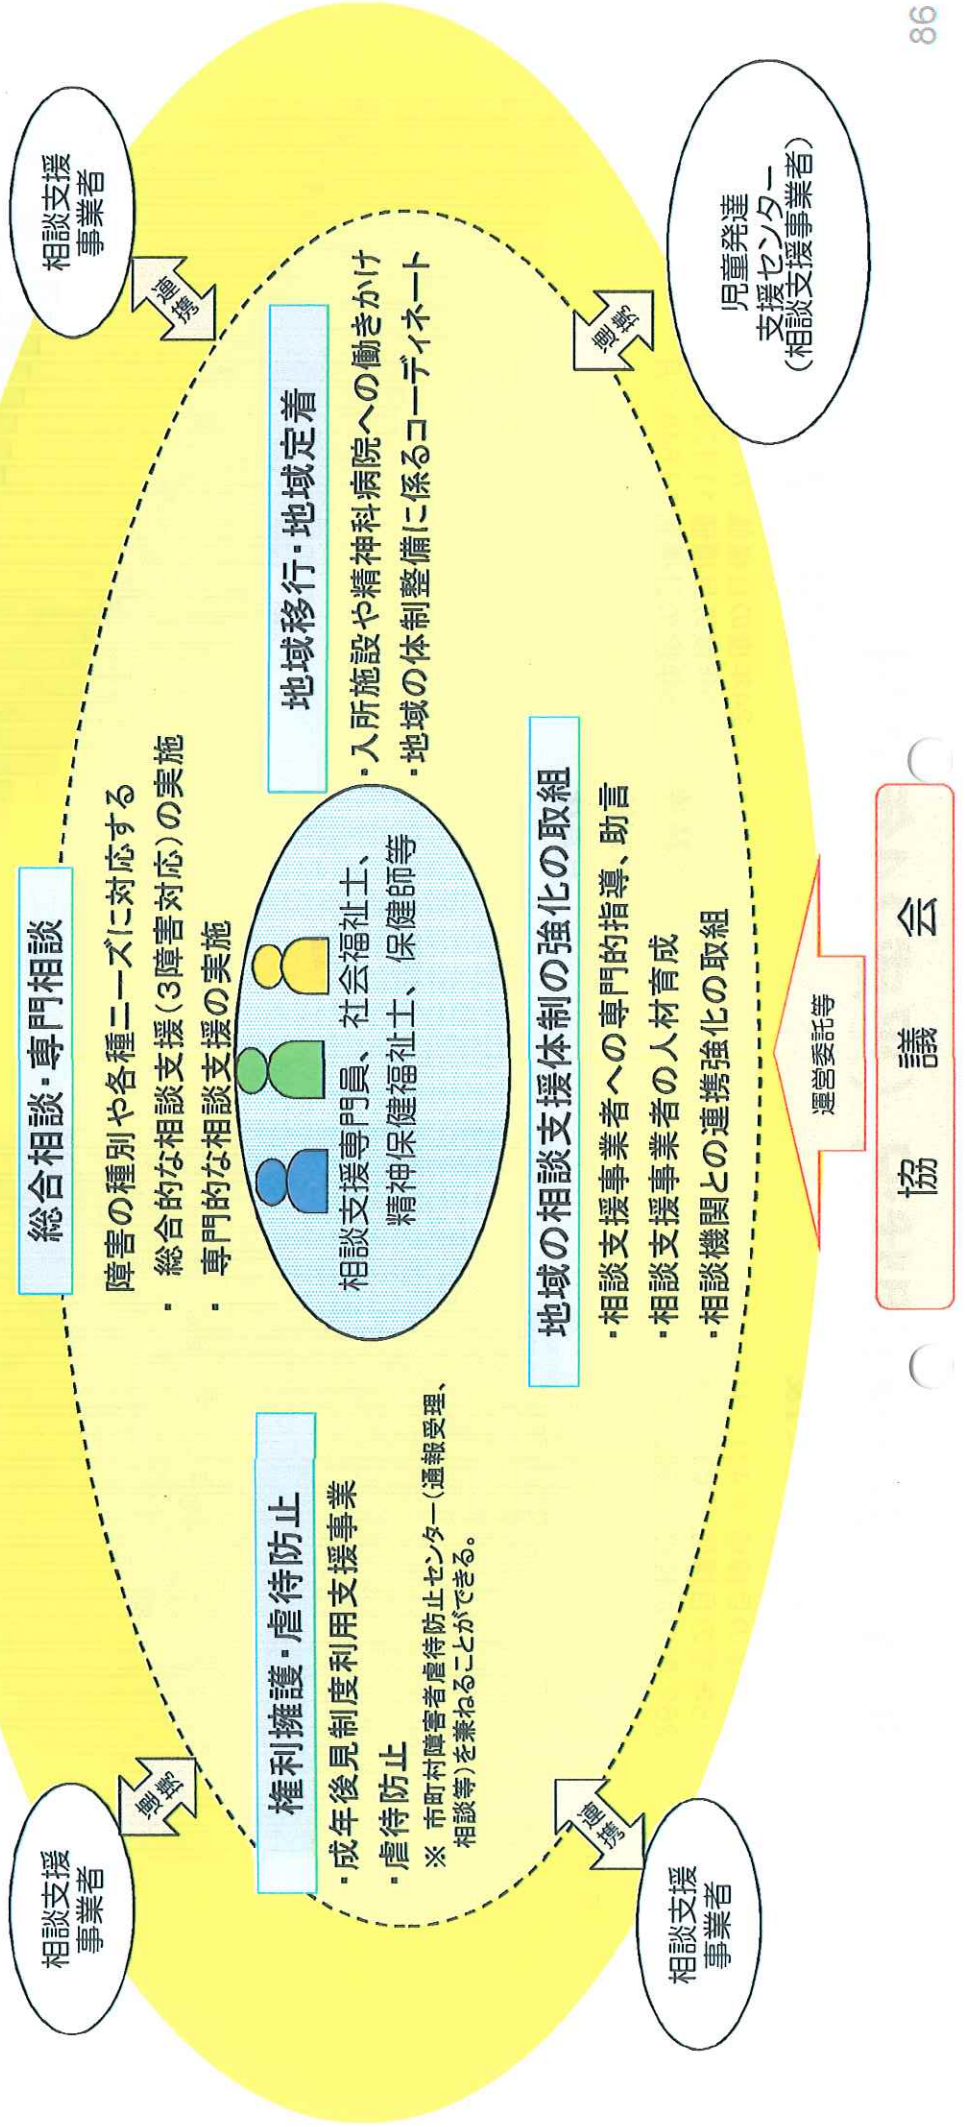 総合相談・専門相談
障害の種別や各種ニーズに対応する
・ 総合的な相談支援(3障害対応)の実施
・ 専門的な相談支援の実施
相談支援
事業者
連携
相談支援
事業者
連携
権利擁護・虐待防止
・成年後見制度利用支援事業
・虐待防止
※ 市町村障害者虐待防止センター(通報受理、
相談等)を兼ねることができる。
相談支援専門員、社会福祉士、
精神保健福祉士、保健師等
地域移行・地域定着
・入所施設や精神科病院への働きかけ
・地域の体制整備に係るコーディネート
地域の相談支援体制の強化の取組
・相談支援事業者への専門的指導、助言
・相談支援事業者の人材育成
・相談機関との連携強化の取組
連携
相談支援
事業者
連携
児童発達
支援センター
(相談支援事業者)
運営委託等
協 議 会
86